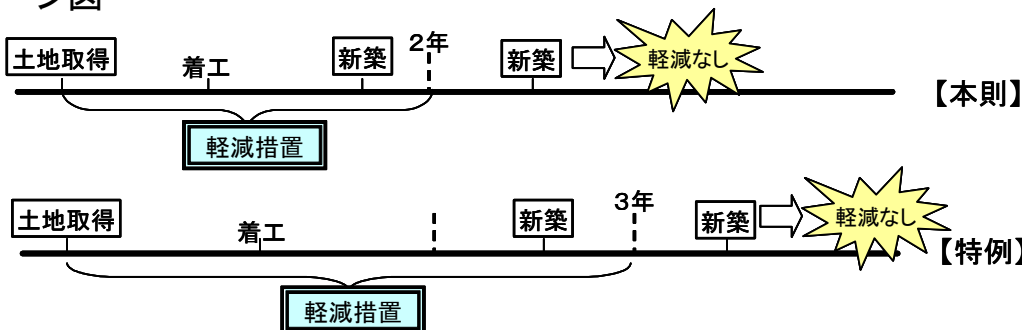 ジ図
土地取得 着工 新築 2年 新築 軽減なし 【本則】
軽減措置
土地取得 着工 新築 3年 新築 軽減なし 【特例】
軽減措置